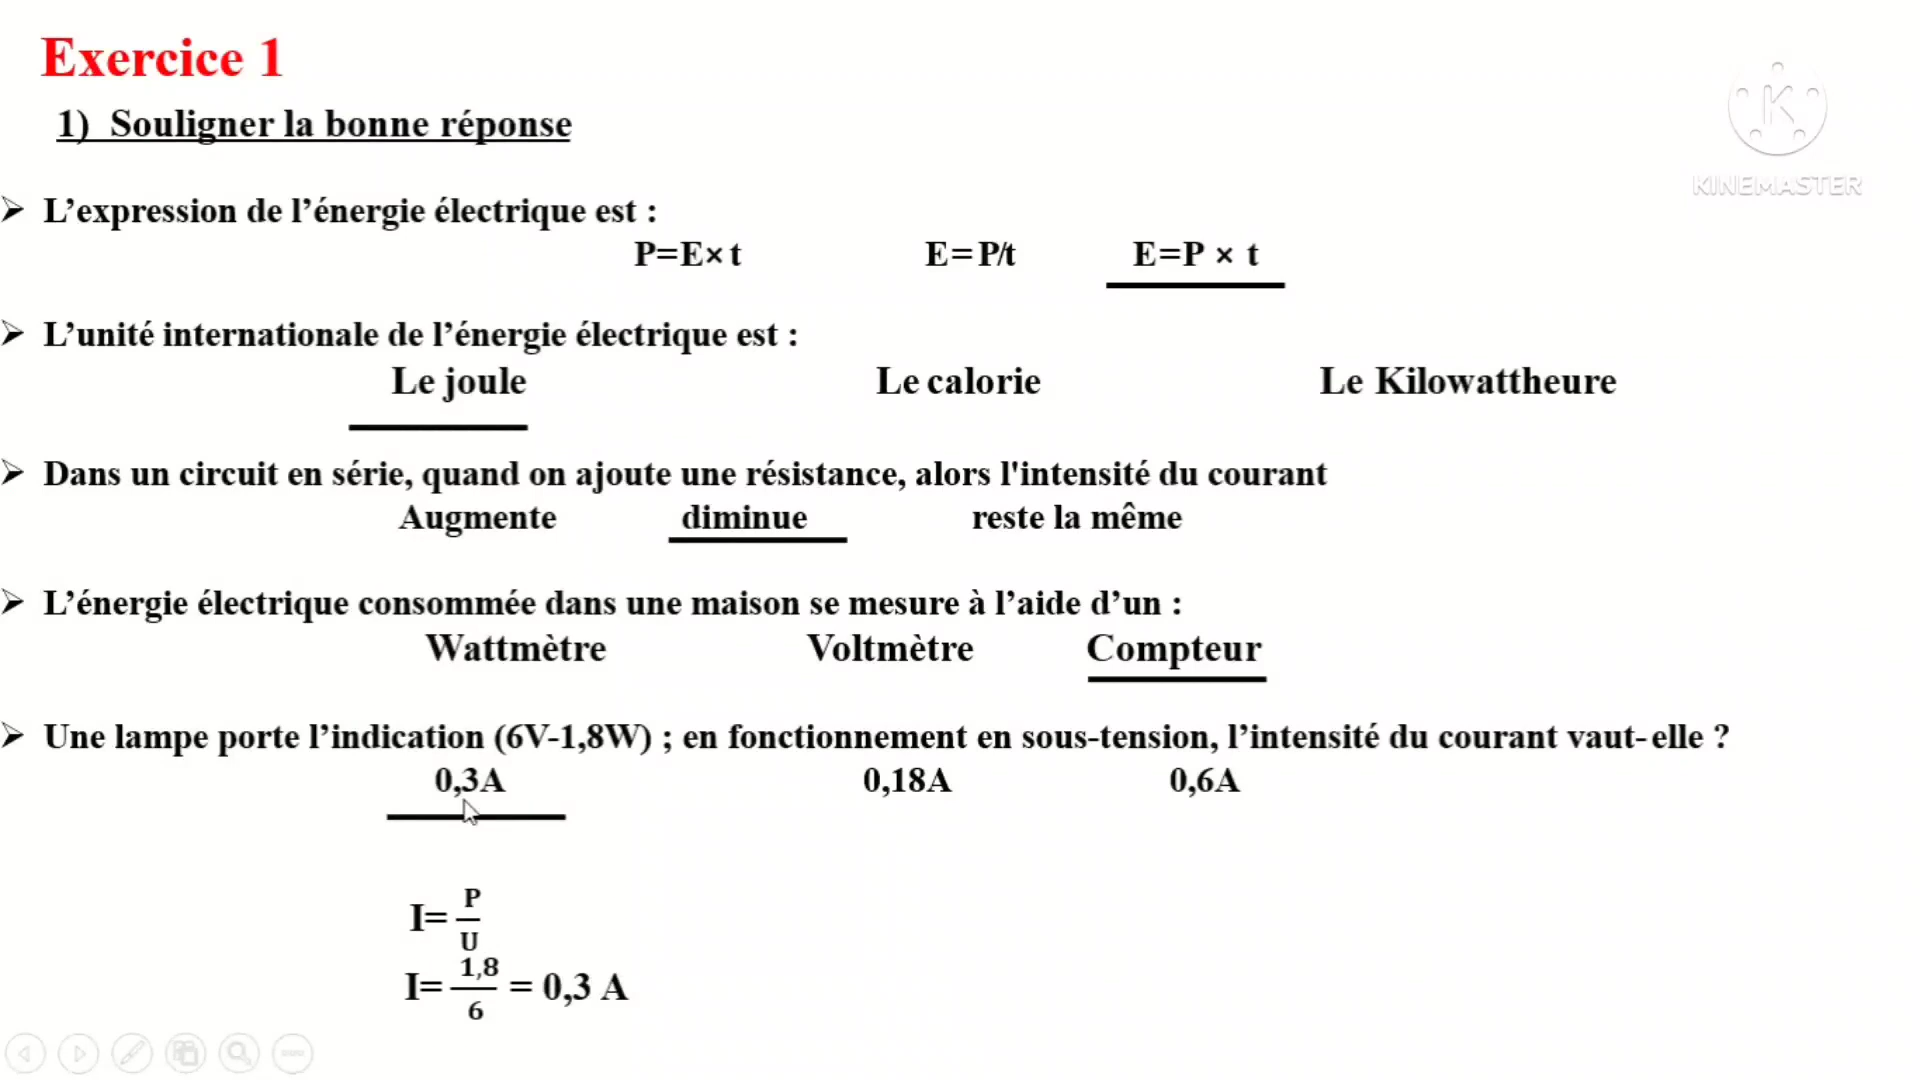 Exercice 1
1) Souligner la bonne réponse
K
KINEMASTER
➢ L’expression de l’énergie électrique est :
P=E×t E=P/t E=P × t
➢ L’unité internationale de l’énergie électrique est :
Le joule Le calorie Le Kilowattheure
➢ Dans un circuit en série, quand on ajoute une résistance, alors l'intensité du courant
Augmente diminue reste la même
➢ L’énergie électrique consommée dans une maison se mesure à l’aide d’un :
Wattmètre Voltmètre Compteur
➢ Une lampe porte l’indication (6V-1,8W) ; en fonctionnement en sous-tension, l’intensité du courant vaut-elle ?
0,3A 0,18A 0,6A
I= P/U
I= 1,8/6 = 0,3 A